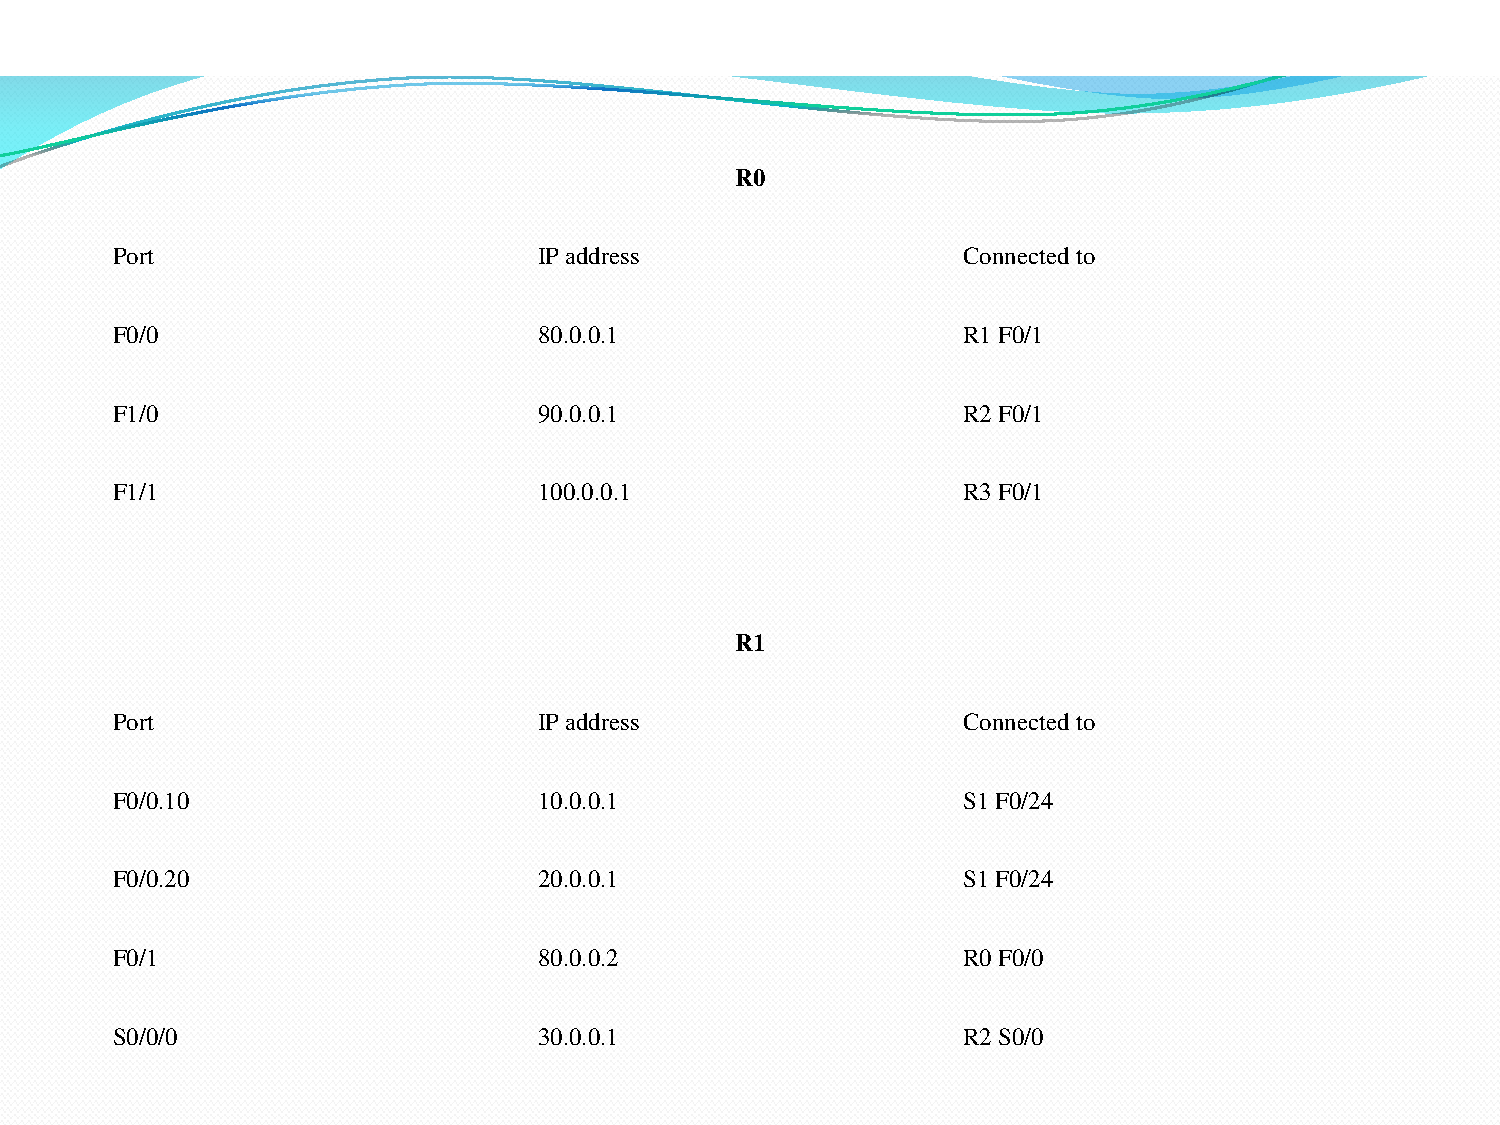 R0
Port IP address Connected to
F0/0 80.0.0.1 R1 F0/1
F1/0 90.0.0.1 R2 F0/1
F1/1 100.0.0.1 R3 F0/1
R1
Port IP address Connected to
F0/0.10 10.0.0.1 S1 F0/24
F0/0.20 20.0.0.1 S1 F0/24
F0/1 80.0.0.2 R0 F0/0
S0/0/0 30.0.0.1 R2 S0/0